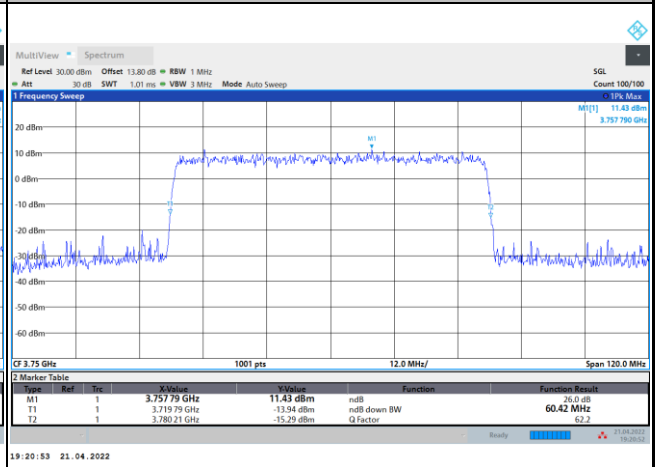 MultiView Spectrum
Ref Level 30.00 dBm Offset 13.80 dB RBW 1 MHz SGL
Att 30 dB SWT 1.01 ms VBW 3 MHz Mode Auto Sweep Count 100/100
1 Frequency Sweep 1Pk Max
M1[1] 11.43 dBm
3.757 790 GHz
20 dBm
M1
10 dBm
0 dBm
-10 dBm
T1
T2
-20 dBm
-30 dBm
-40 dBm
-50 dBm
-60 dBm
CF 3.75 GHz 1001 pts 12.0 MHz/ Span 120.0 MHz
2 Marker Table
Type Ref Trc X-Value Y-Value Function Function Result
M1 1 3.757 79 GHz 11.43 dBm ndB 26.0 dB
T1 1 3.719 79 GHz -13.94 dBm ndB down BW 60.42 MHz
T2 1 3.780 21 GHz -15.29 dBm Q Factor 62.2
Ready 21.04.2022
19:20:52
19:20:53 21.04.2022